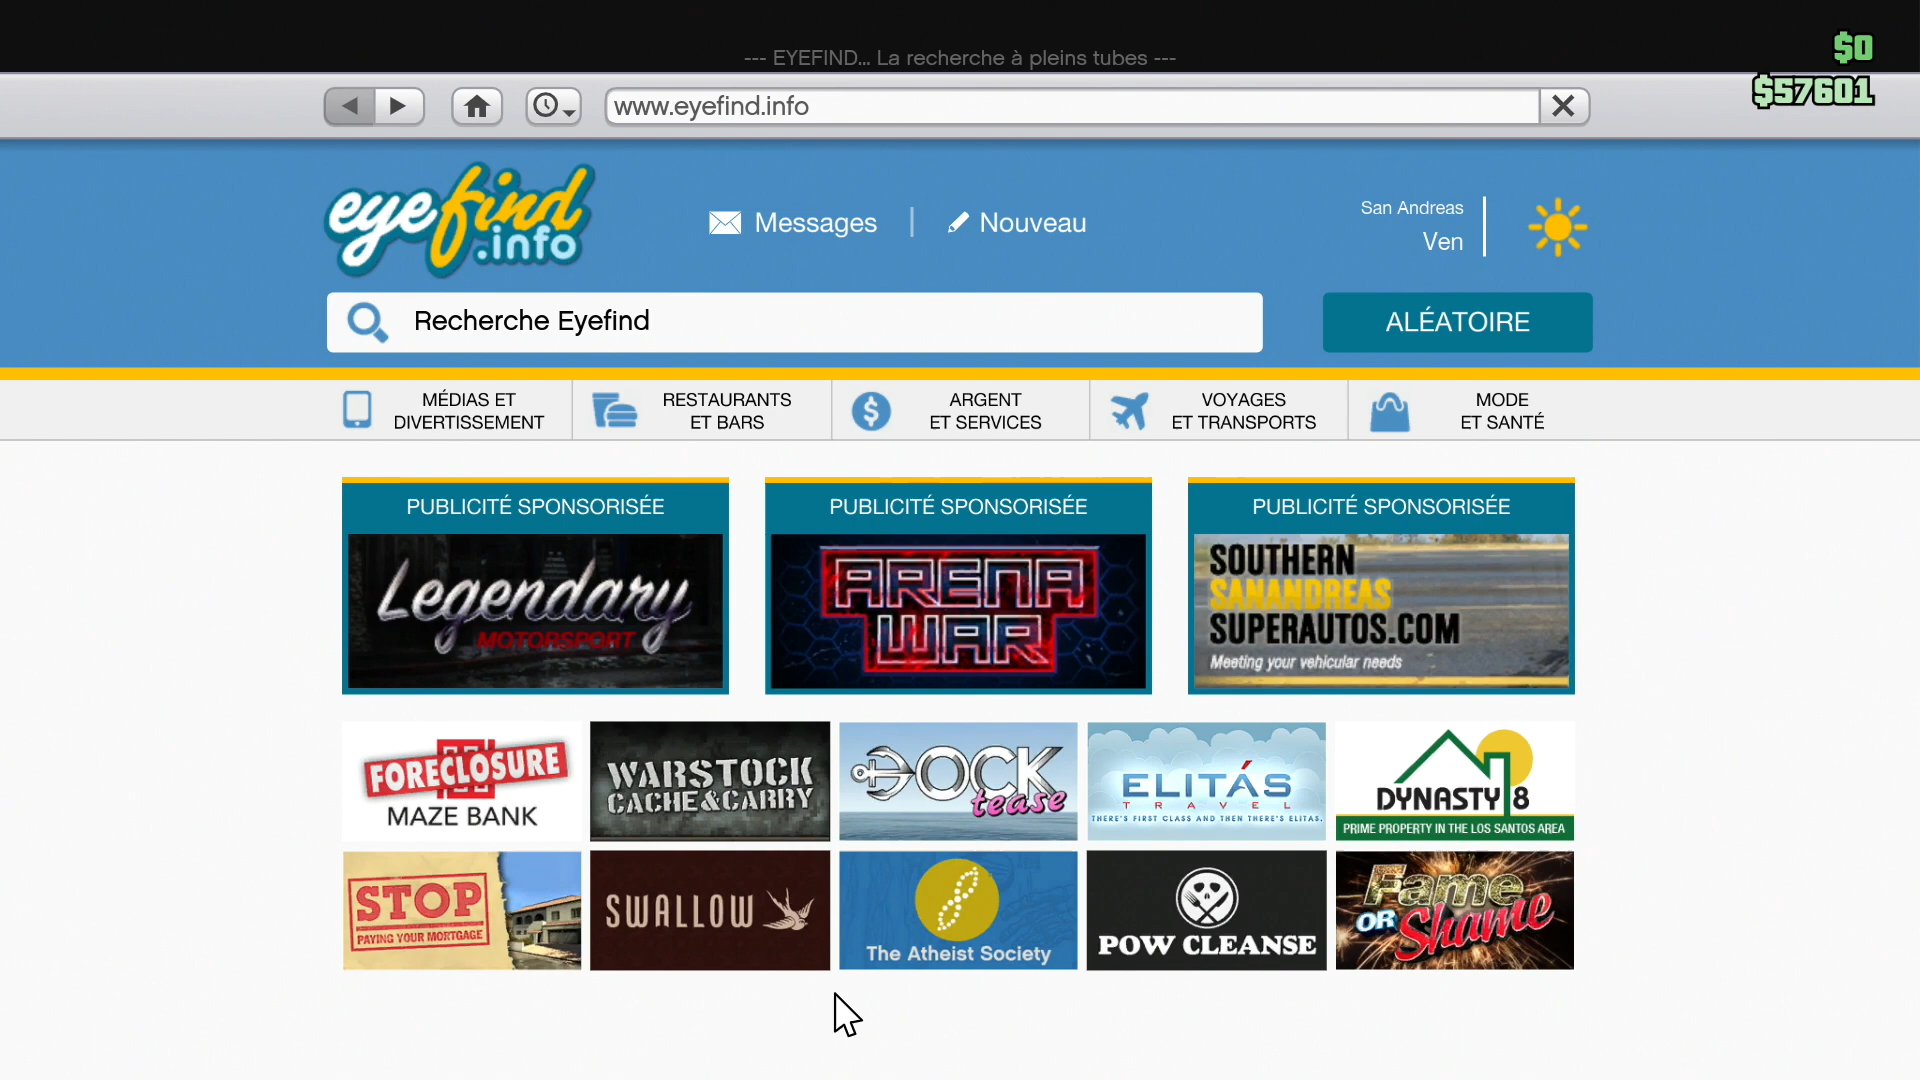 --- EYEFIND... La recherche à pleins tubes ---
$0
$57601
www.eyefind.info
eyefind
.info
Messages
Nouveau
San Andreas
Ven
Recherche Eyefind
ALÉATOIRE
MÉDIAS ET
DIVERTISSEMENT
RESTAURANTS
ET BARS
ARGENT
ET SERVICES
VOYAGES
ET TRANSPORTS
MODE
ET SANTÉ
PUBLICITÉ SPONSORISÉE
Legendary
MOTORSPORT
PUBLICITÉ SPONSORISÉE
ARENA
WAR
PUBLICITÉ SPONSORISÉE
SOUTHERN
SANANDREAS
SUPERAUTOS.COM
Meeting your vehicular needs
FORECLOSURE
MAZE BANK
WARSTOCK
CACHE&CARRY
DOCK
tease
ELITÁS
TRAVEL
THERE'S FIRST CLASS AND THEN THERE'S ELITAS.
DYNASTY 8
PRIME PROPERTY IN THE LOS SANTOS AREA
STOP
PAYING YOUR MORTGAGE
SWALLOW
The Atheist Society
POW CLEANSE
Fame
OR Shame